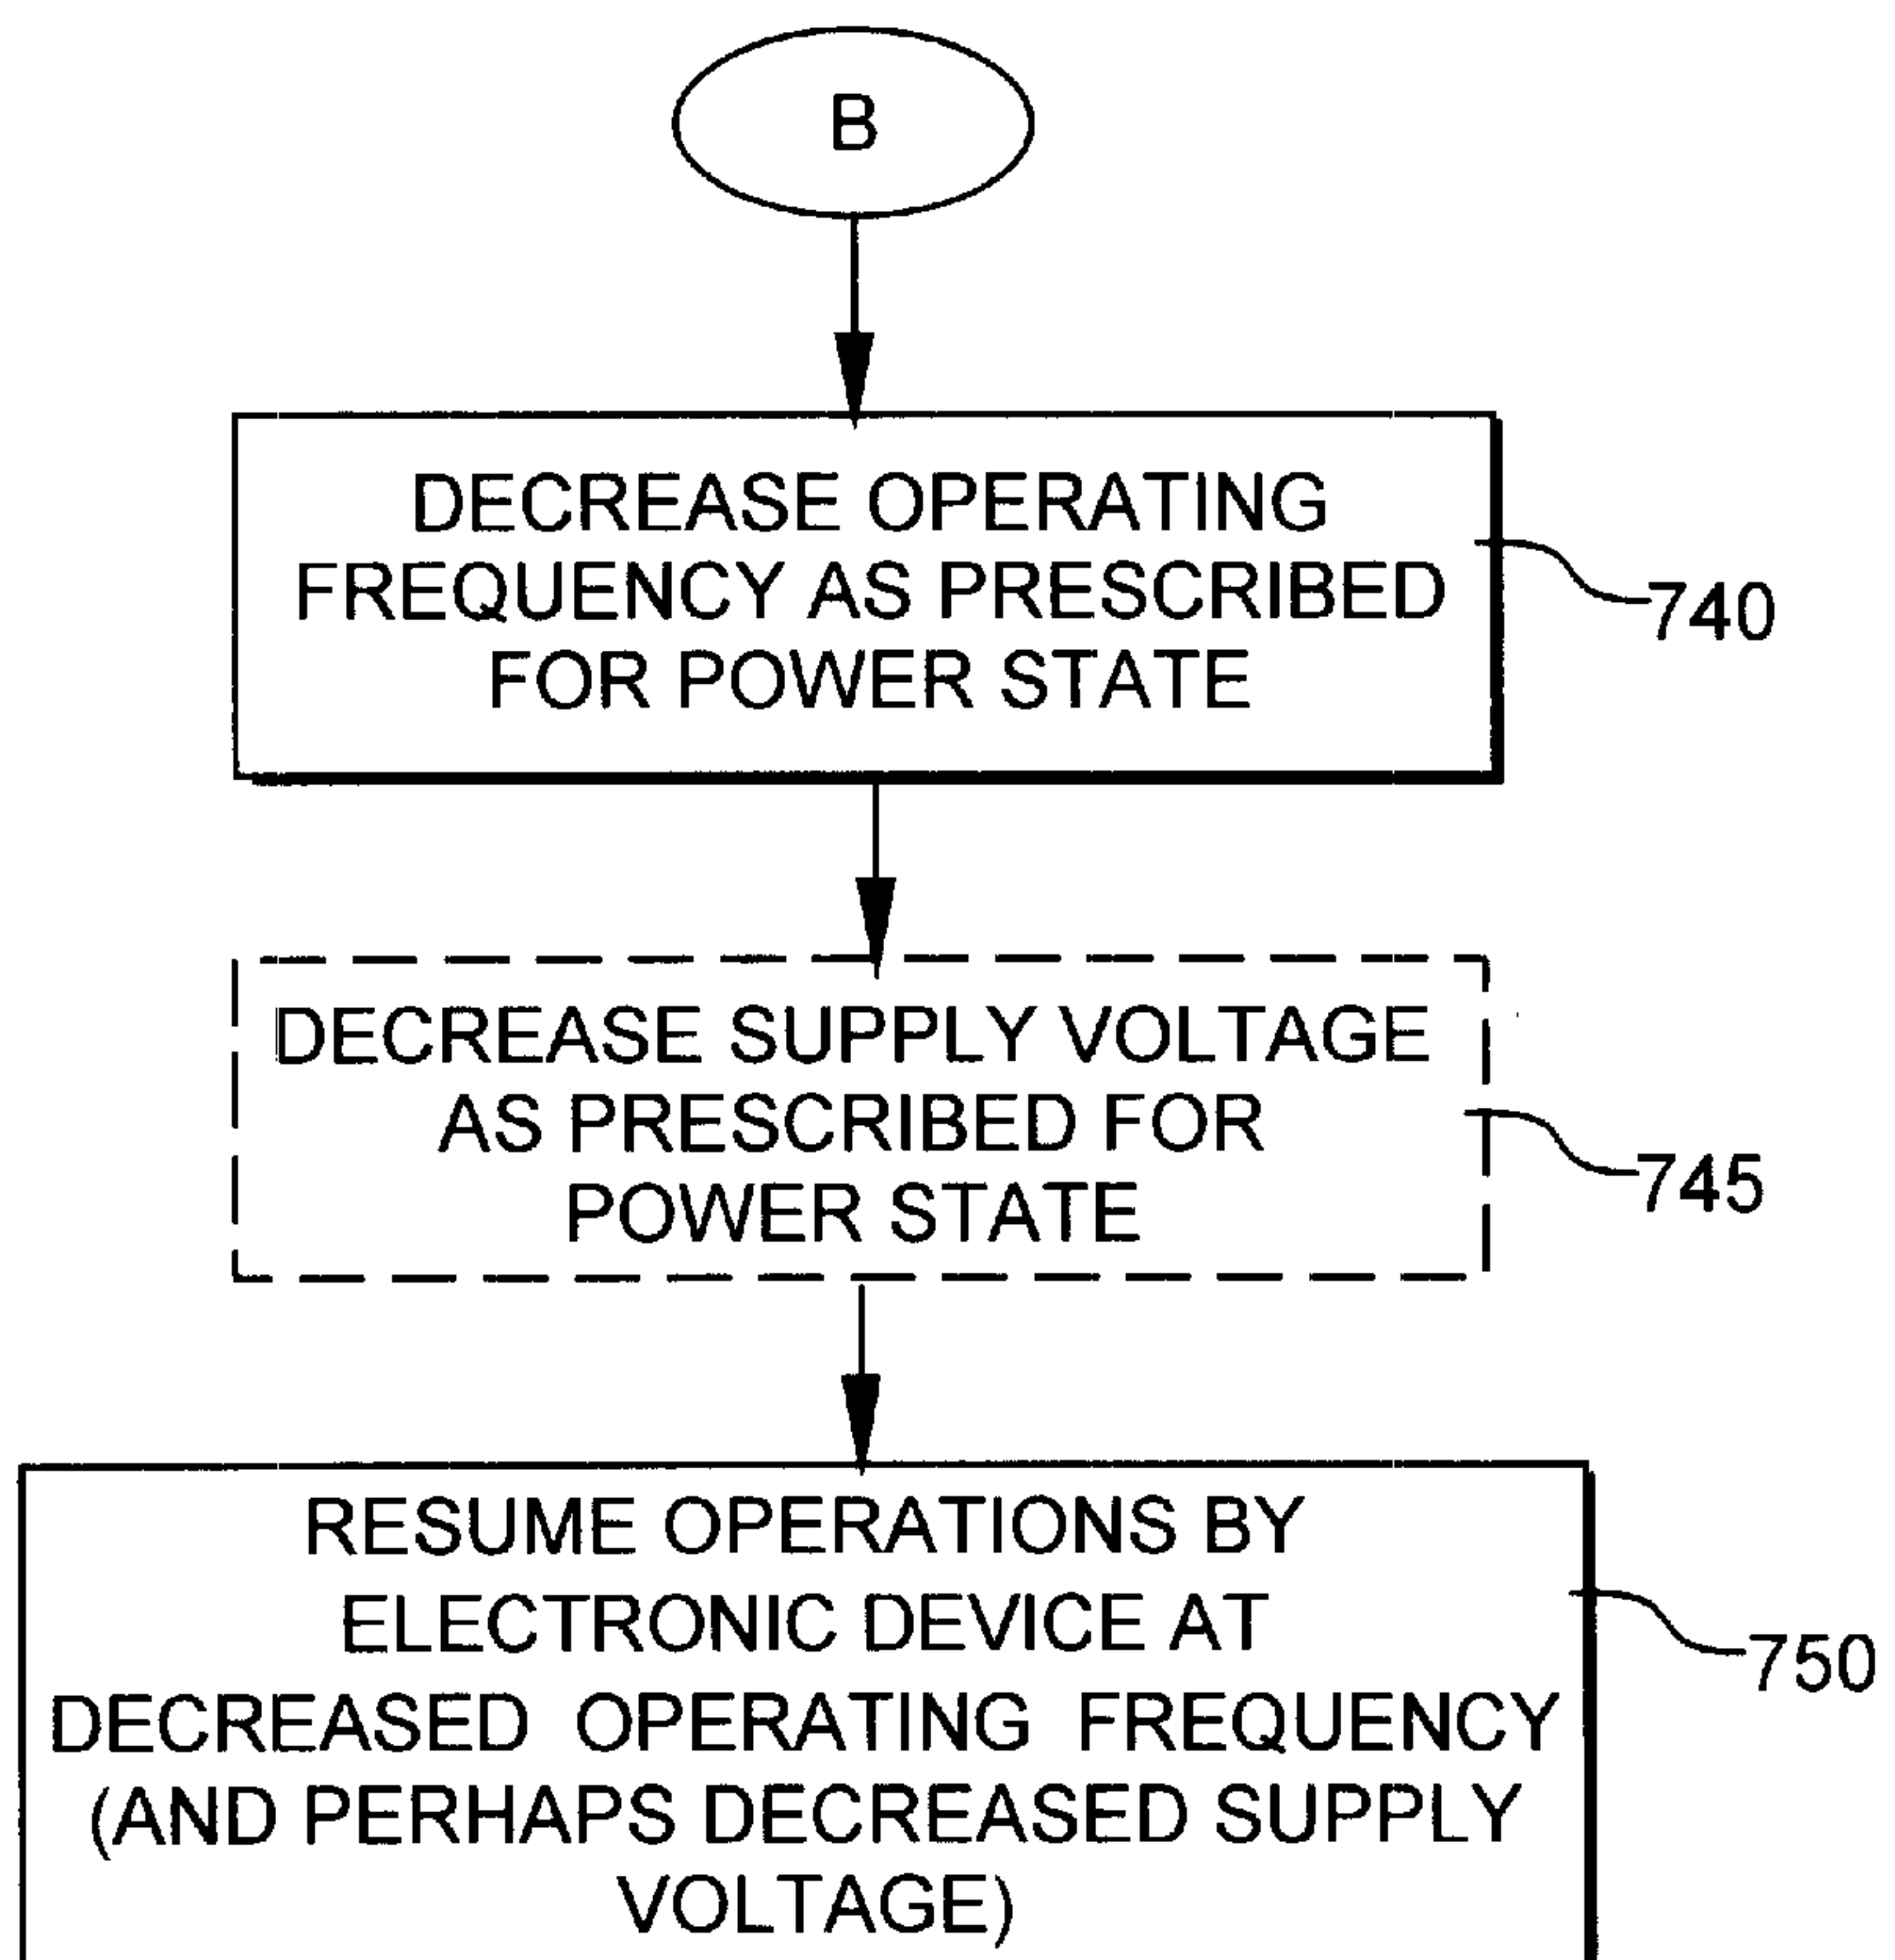 B
DECREASE OPERATING
FREQUENCY AS PRESCRIBED
FOR POWER STATE
740
DECREASE SUPPLY VOLTAGE
AS PRESCRIBED FOR
POWER STATE
745
RESUME OPERATIONS BY
ELECTRONIC DEVICE AT
DECREASED OPERATING FREQUENCY
(AND PERHAPS DECREASED SUPPLY
VOLTAGE)
750